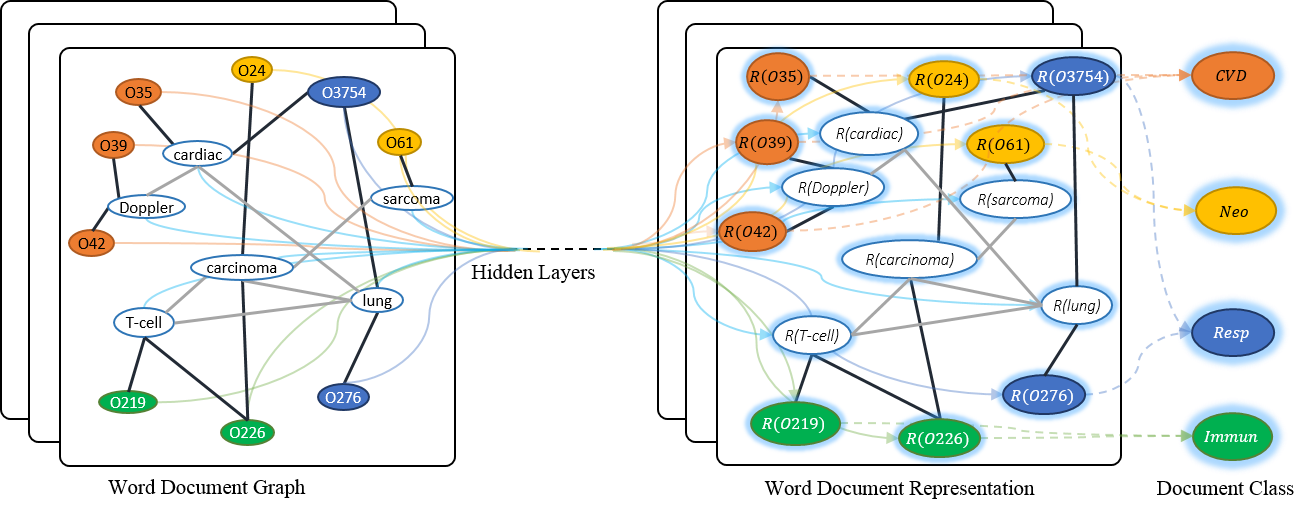 O24
O35
O3754
O39
cardiac
O61
Doppler
sarcoma
O42
carcinoma
lung
T-cell
O219
O276
O226
Word Document Graph
Hidden Layers
R(O35)
R(O24)
R(O3754)
R(O39)
R(cardiac)
R(O61)
R(Doppler)
R(sarcoma)
R(O42)
R(carcinoma)
R(lung)
R(T-cell)
R(O276)
R(O219)
R(O226)
Word Document Representation
CVD
Neo
Resp
Immun
Document Class